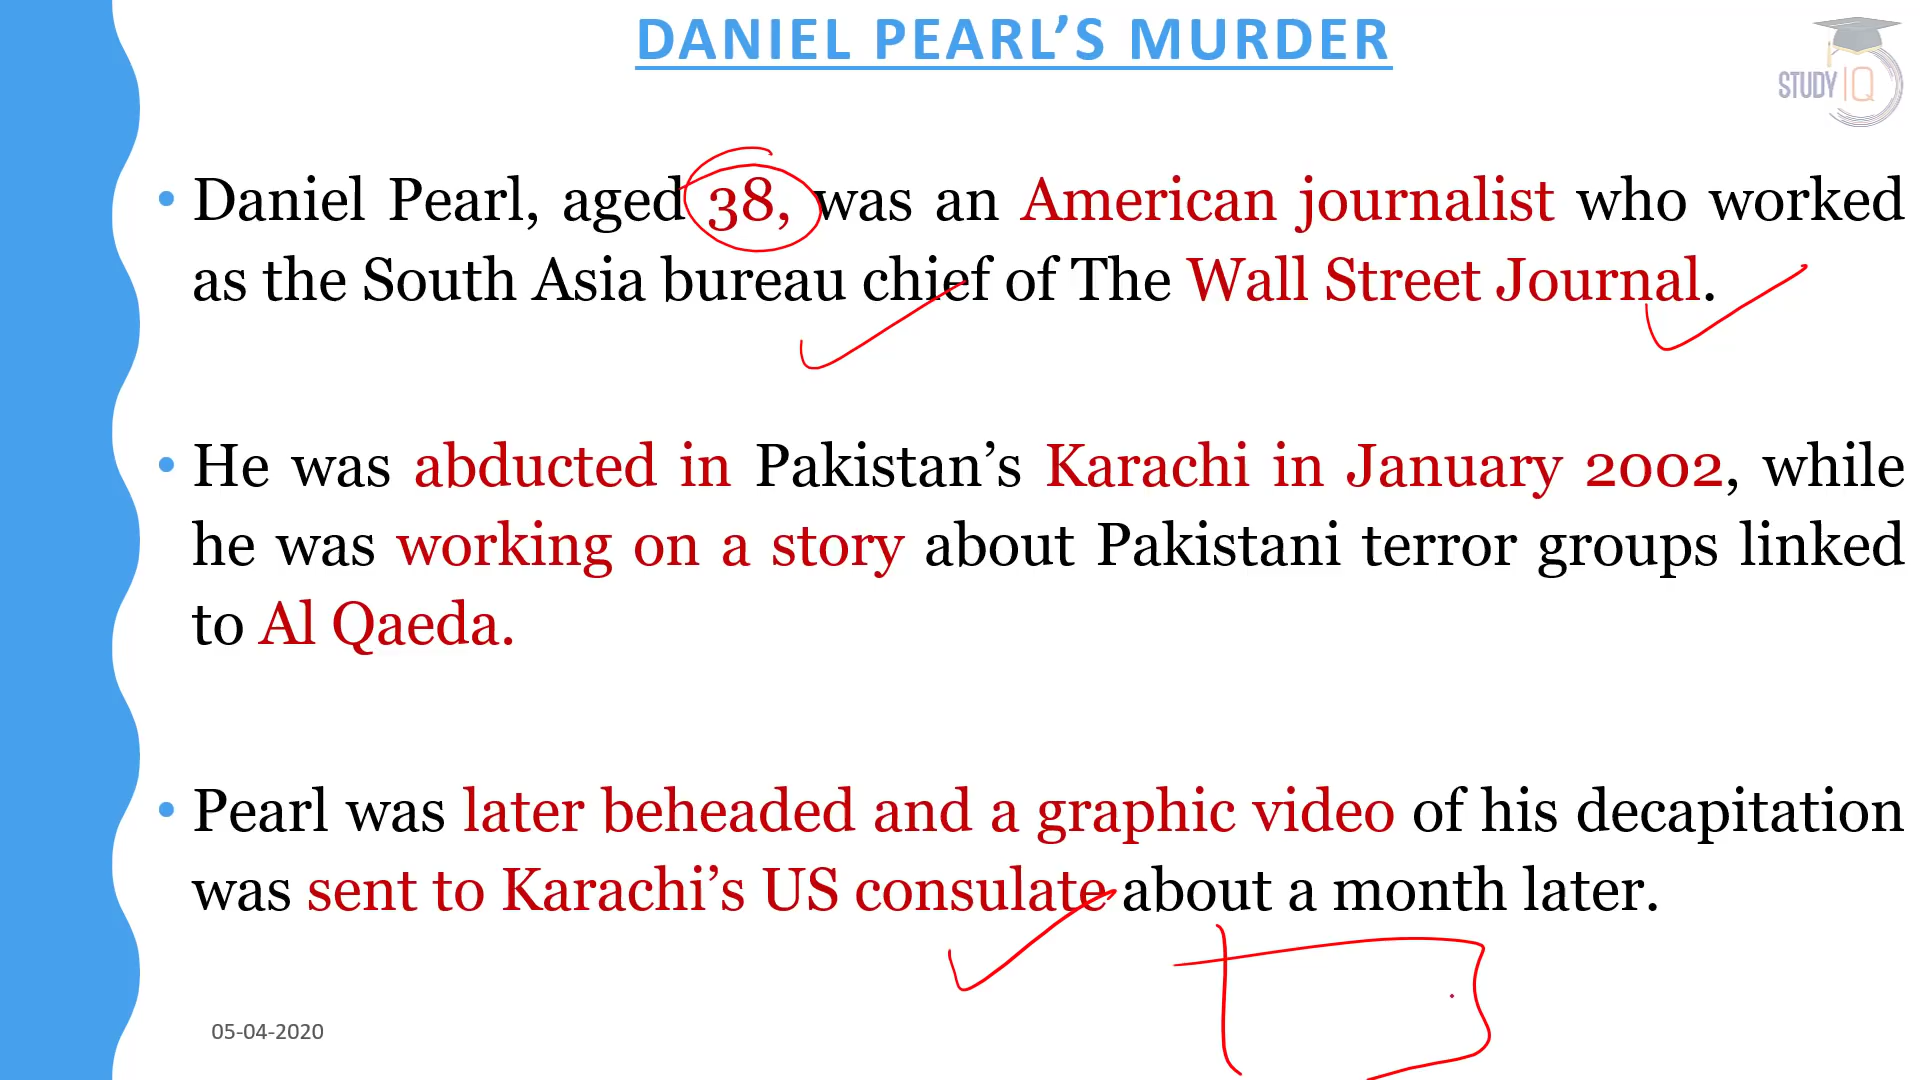 DANIEL PEARL’S MURDER
STUDY IQ
• Daniel Pearl, aged 38, was an American journalist who worked
as the South Asia bureau chief of The Wall Street Journal.
• He was abducted in Pakistan’s Karachi in January 2002, while
he was working on a story about Pakistani terror groups linked
to Al Qaeda.
• Pearl was later beheaded and a graphic video of his decapitation
was sent to Karachi’s US consulate about a month later.
05-04-2020